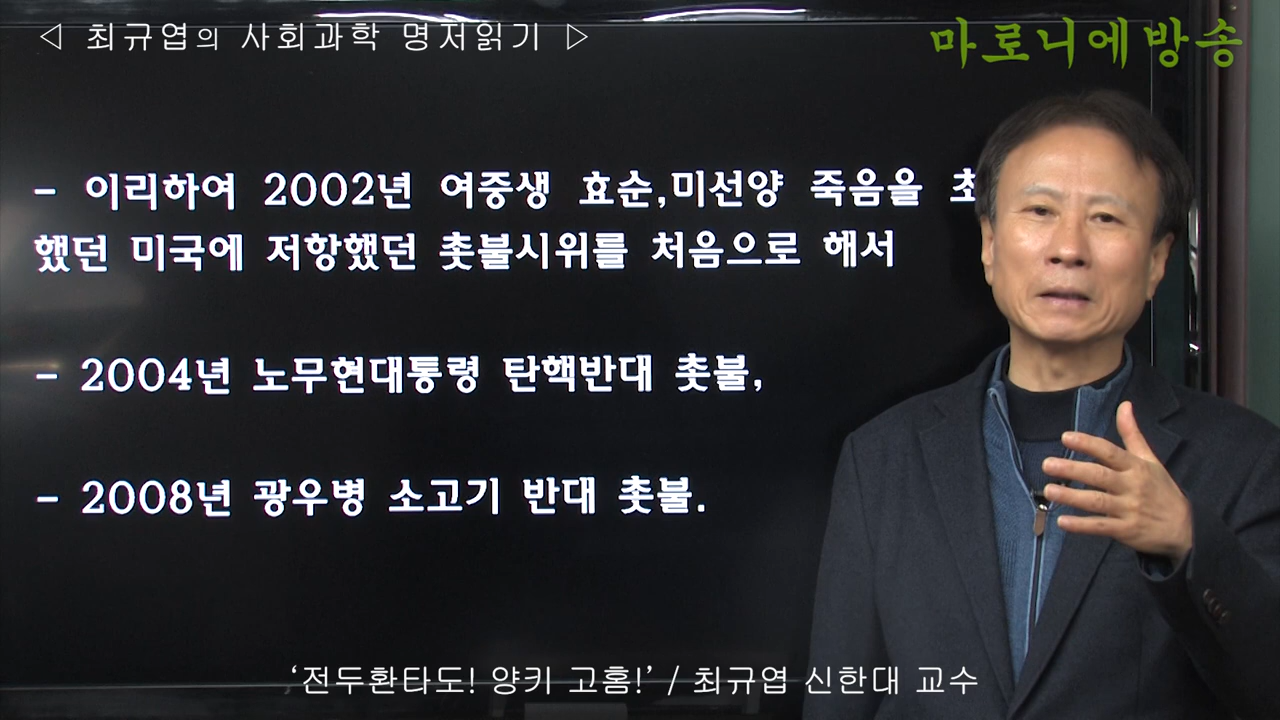 ◁ 최규엽의 사회과학 명저읽기 ▷
마로니에방송
- 이리하여 2002년 여중생 효순,미선양 죽음을 초
했던 미국에 저항했던 촛불시위를 처음으로 해서
- 2004년 노무현대통령 탄핵반대 촛불,
- 2008년 광우병 소고기 반대 촛불.
‘전두환타도! 양키 고홈!’ / 최규엽 신한대 교수